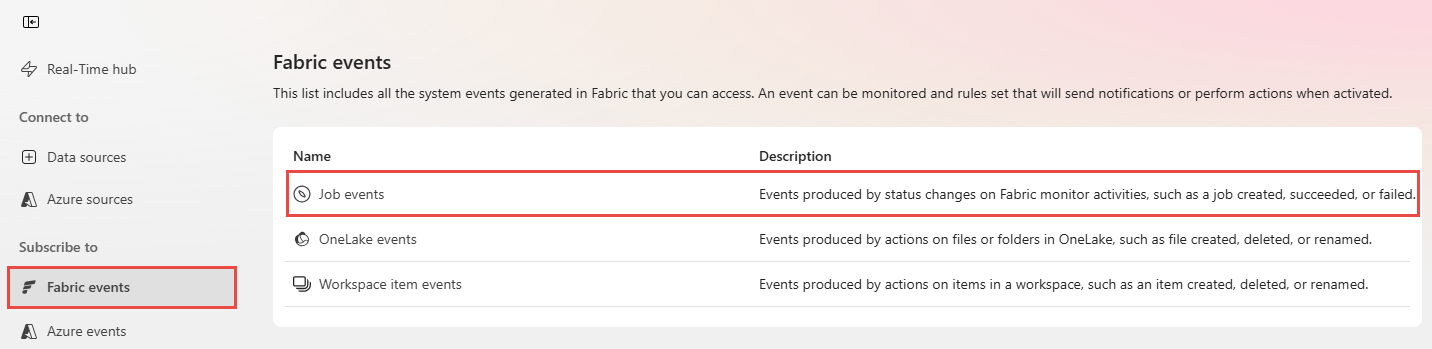 Real-Time hub
Connect to
Data sources
Azure sources
Subscribe to
Fabric events
Azure events
Fabric events
This list includes all the system events generated in Fabric that you can access. An event can be monitored and rules set that will send notifications or perform actions when activated.
Name Description
Job events Events produced by status changes on Fabric monitor activities, such as a job created, succeeded, or failed.
OneLake events Events produced by actions on files or folders in OneLake, such as file created, deleted, or renamed.
Workspace item events Events produced by actions on items in a workspace, such as an item created, deleted, or renamed.